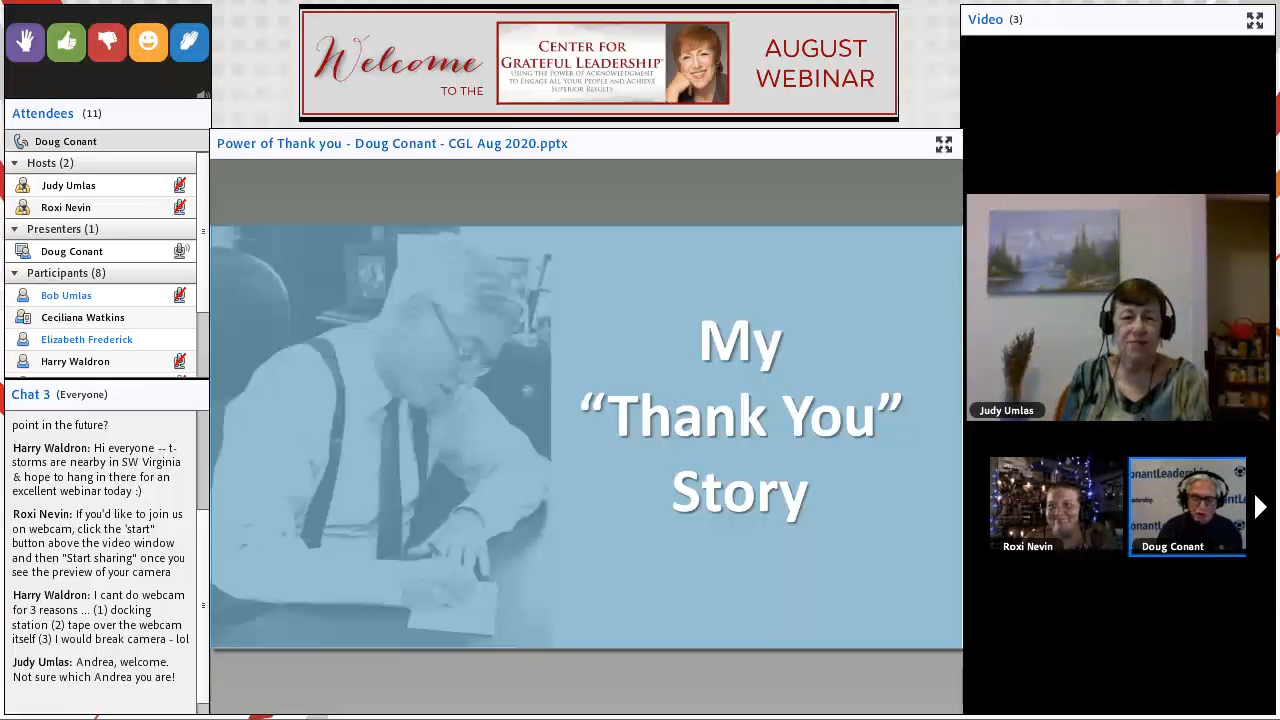 Attendees (11)
Doug Conant
Hosts (2)
Judy Umlas
Roxi Nevin
Presenters (1)
Doug Conant
Participants (8)
Bob Umlas
Ceciliana Watkins
Elizabeth Frederick
Harry Waldron
Chat 3 (Everyone)
point in the future?
Harry Waldron: Hi everyone -- t-
storms are nearby in SW Virginia
& hope to hang in there for an
excellent webinar today :)
Roxi Nevin: If you'd like to join us
on webcam, click the 'start"
button above the video window
and then "Start sharing" once you
see the preview of your camera
Harry Waldron: I cant do webcam
for 3 reasons ... (1) docking
station (2) tape over the webcam
itself (3) I would break camera - lol
Judy Umlas: Andrea, welcome.
Not sure which Andrea you are!
Welcome
TO THE
CENTER FOR
GRATEFUL LEADERSHIP
USING THE POWER OF ACKNOWLEDGMENT
TO ENGAGE ALL YOUR PEOPLE AND ACHIEVE
SUPERIOR RESULTS
AUGUST
WEBINAR
Power of Thank you - Doug Conant - CGL Aug 2020.pptx
My
“Thank You”
Story
Video (3)
Judy Umlas
Roxi Nevin
onantLeadership
Doug Conant